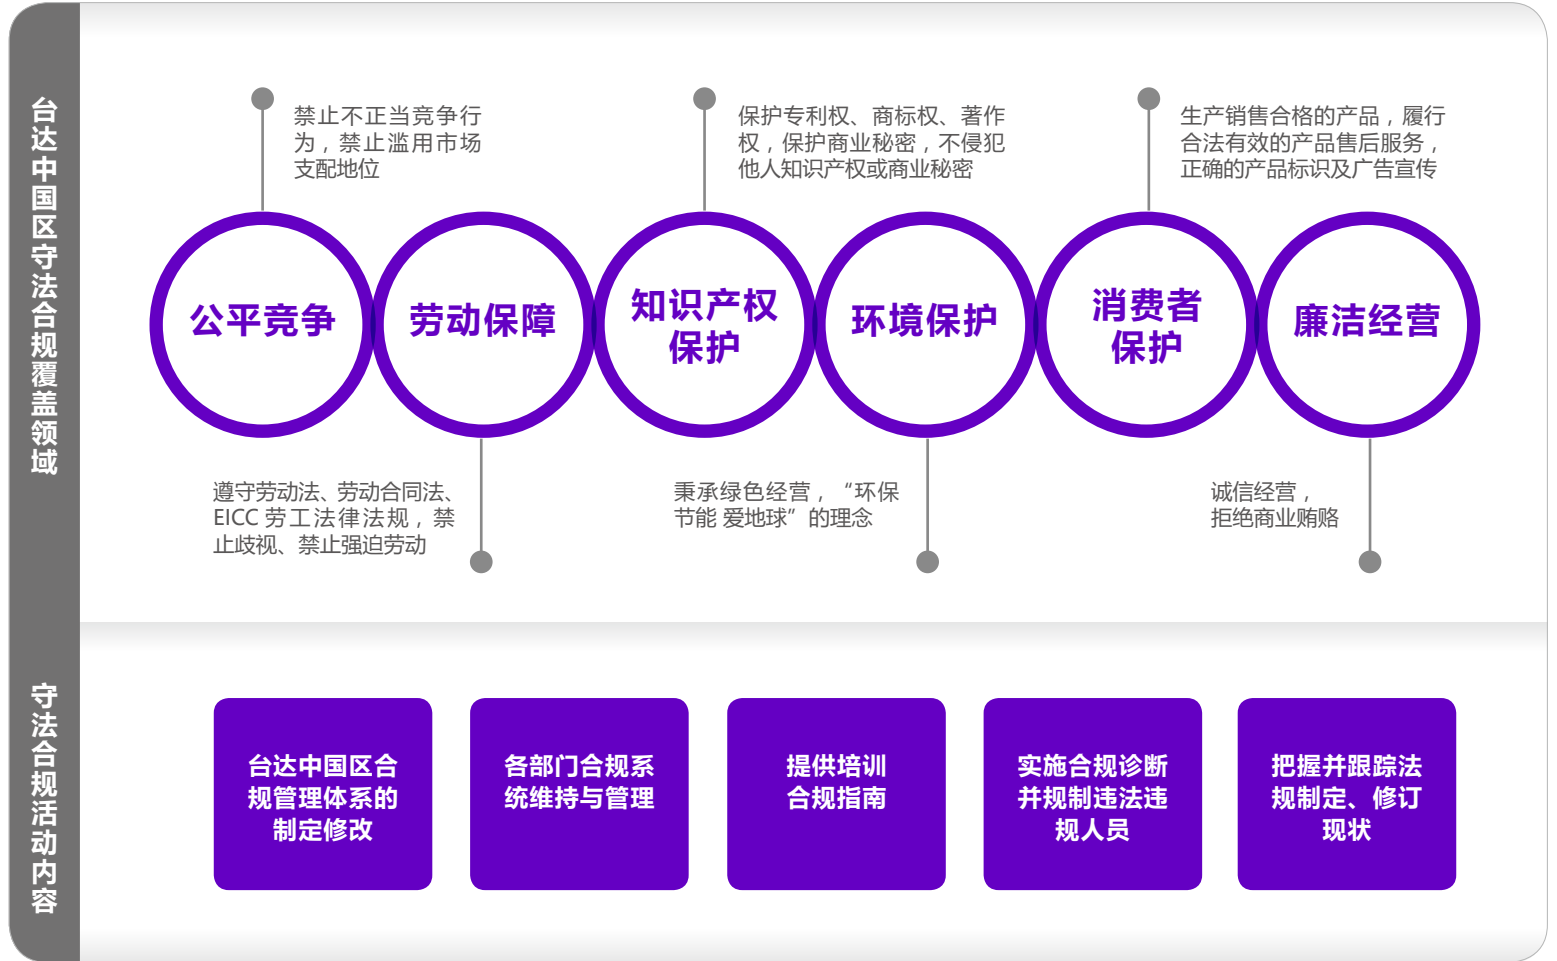 台达中国区守法合规覆盖领域
禁止不正当竞争行
为，禁止滥用市场
支配地位
保护专利权、商标权、著作
权，保护商业秘密，不侵犯
他人知识产权或商业秘密
生产销售合格的产品，履行
合法有效的产品售后服务，
正确的产品标识及广告宣传
公平竞争
劳动保障
知识产权
保护
环境保护
消费者
保护
廉洁经营
遵守劳动法、劳动合同法、
EICC 劳工法律法规，禁
止歧视、禁止强迫劳动
秉承绿色经营，“环保
节能 爱地球”的理念
诚信经营，
拒绝商业贿赂
守法合规活动内容
台达中国区合
规管理体系的
制定修改
各部门合规系
统维持与管理
提供培训
合规指南
实施合规诊断
并规制违法违
规人员
把握并跟踪法
规制定、修订
现状